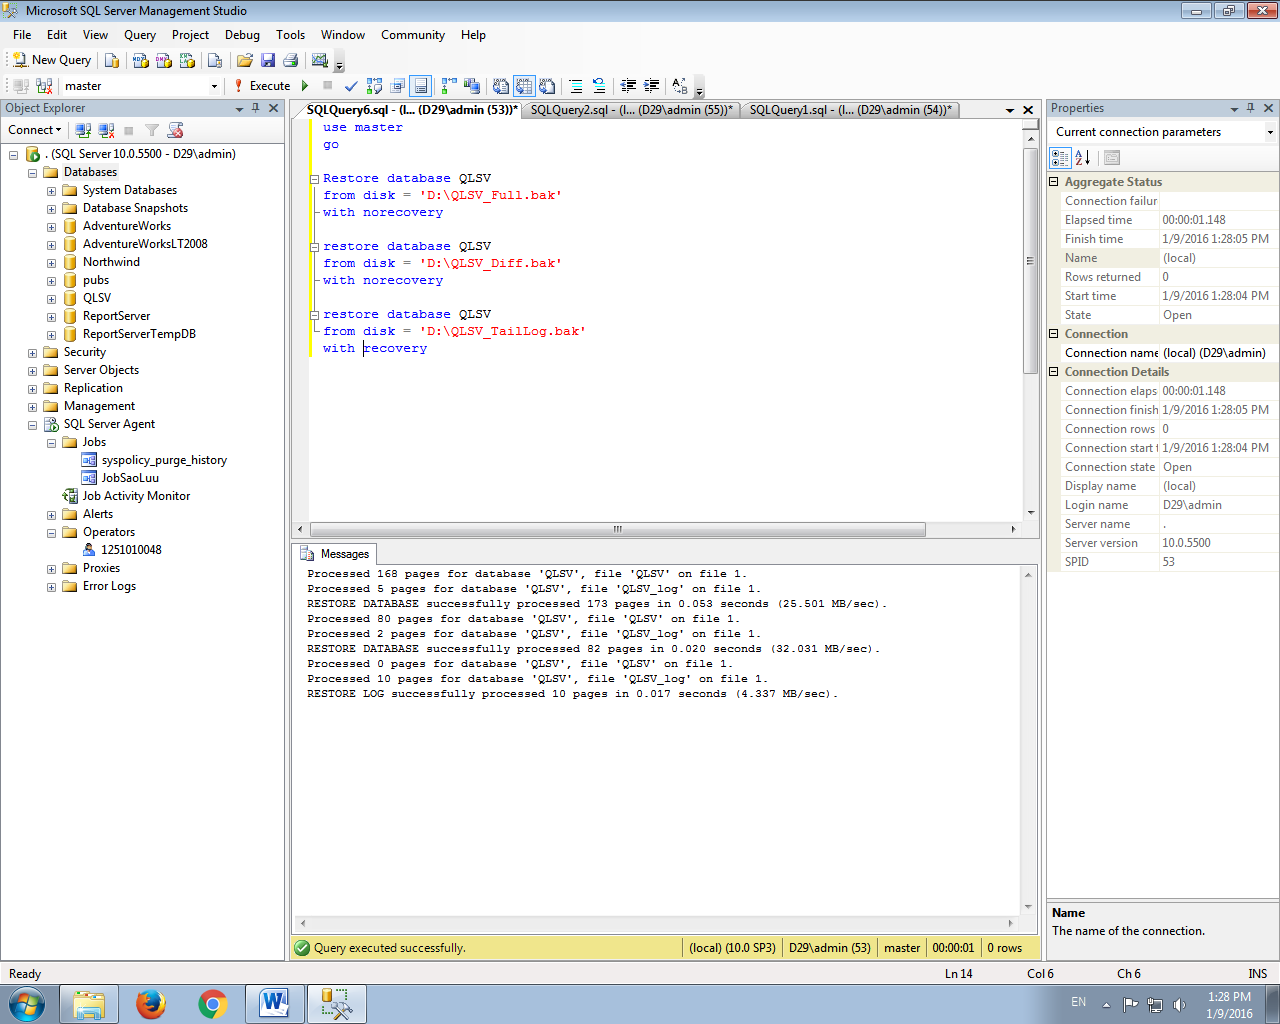 Microsoft SQL Server Management Studio
File Edit View Query Project Debug Tools Window Community Help
New Query
master
Execute
Object Explorer
Connect
. (SQL Server 10.0.5500 - D29\admin)
Databases
System Databases
Database Snapshots
AdventureWorks
AdventureWorksLT2008
Northwind
pubs
QLSV
ReportServer
ReportServerTempDB
Security
Server Objects
Replication
Management
SQL Server Agent
Jobs
syspolicy_purge_history
JobSaoLuu
Job Activity Monitor
Alerts
Operators
1251010048
Proxies
Error Logs
SQLQuery6.sql - (l... (D29\admin (53))* SQLQuery2.sql - (l... (D29\admin (55))* SQLQuery1.sql - (l... (D29\admin (54))*
use master
go
Restore database QLSV
from disk = 'D:\QLSV_Full.bak'
with norecovery
restore database QLSV
from disk = 'D:\QLSV_Diff.bak'
with norecovery
restore database QLSV
from disk = 'D:\QLSV_TailLog.bak'
with recovery
Messages
Processed 168 pages for database 'QLSV', file 'QLSV' on file 1.
Processed 5 pages for database 'QLSV', file 'QLSV_log' on file 1.
RESTORE DATABASE successfully processed 173 pages in 0.053 seconds (25.501 MB/sec).
Processed 80 pages for database 'QLSV', file 'QLSV' on file 1.
Processed 2 pages for database 'QLSV', file 'QLSV_log' on file 1.
RESTORE DATABASE successfully processed 82 pages in 0.020 seconds (32.031 MB/sec).
Processed 0 pages for database 'QLSV', file 'QLSV' on file 1.
Processed 10 pages for database 'QLSV', file 'QLSV_log' on file 1.
RESTORE LOG successfully processed 10 pages in 0.017 seconds (4.337 MB/sec).
Query executed successfully. (local) (10.0 SP3) D29\admin (53) master 00:00:01 0 rows
Properties
Current connection parameters
Aggregate Status
Connection failur
Elapsed time 00:00:01.148
Finish time 1/9/2016 1:28:05 PM
Name (local)
Rows returned 0
Start time 1/9/2016 1:28:04 PM
State Open
Connection
Connection name (local) (D29\admin)
Connection Details
Connection elaps 00:00:01.148
Connection finish 1/9/2016 1:28:05 PM
Connection rows 0
Connection start t 1/9/2016 1:28:04 PM
Connection state Open
Display name (local)
Login name D29\admin
Server name .
Server version 10.0.5500
SPID 53
Name
The name of the connection.
Ready Ln 14 Col 6 Ch 6 INS
EN
1:28 PM
1/9/2016